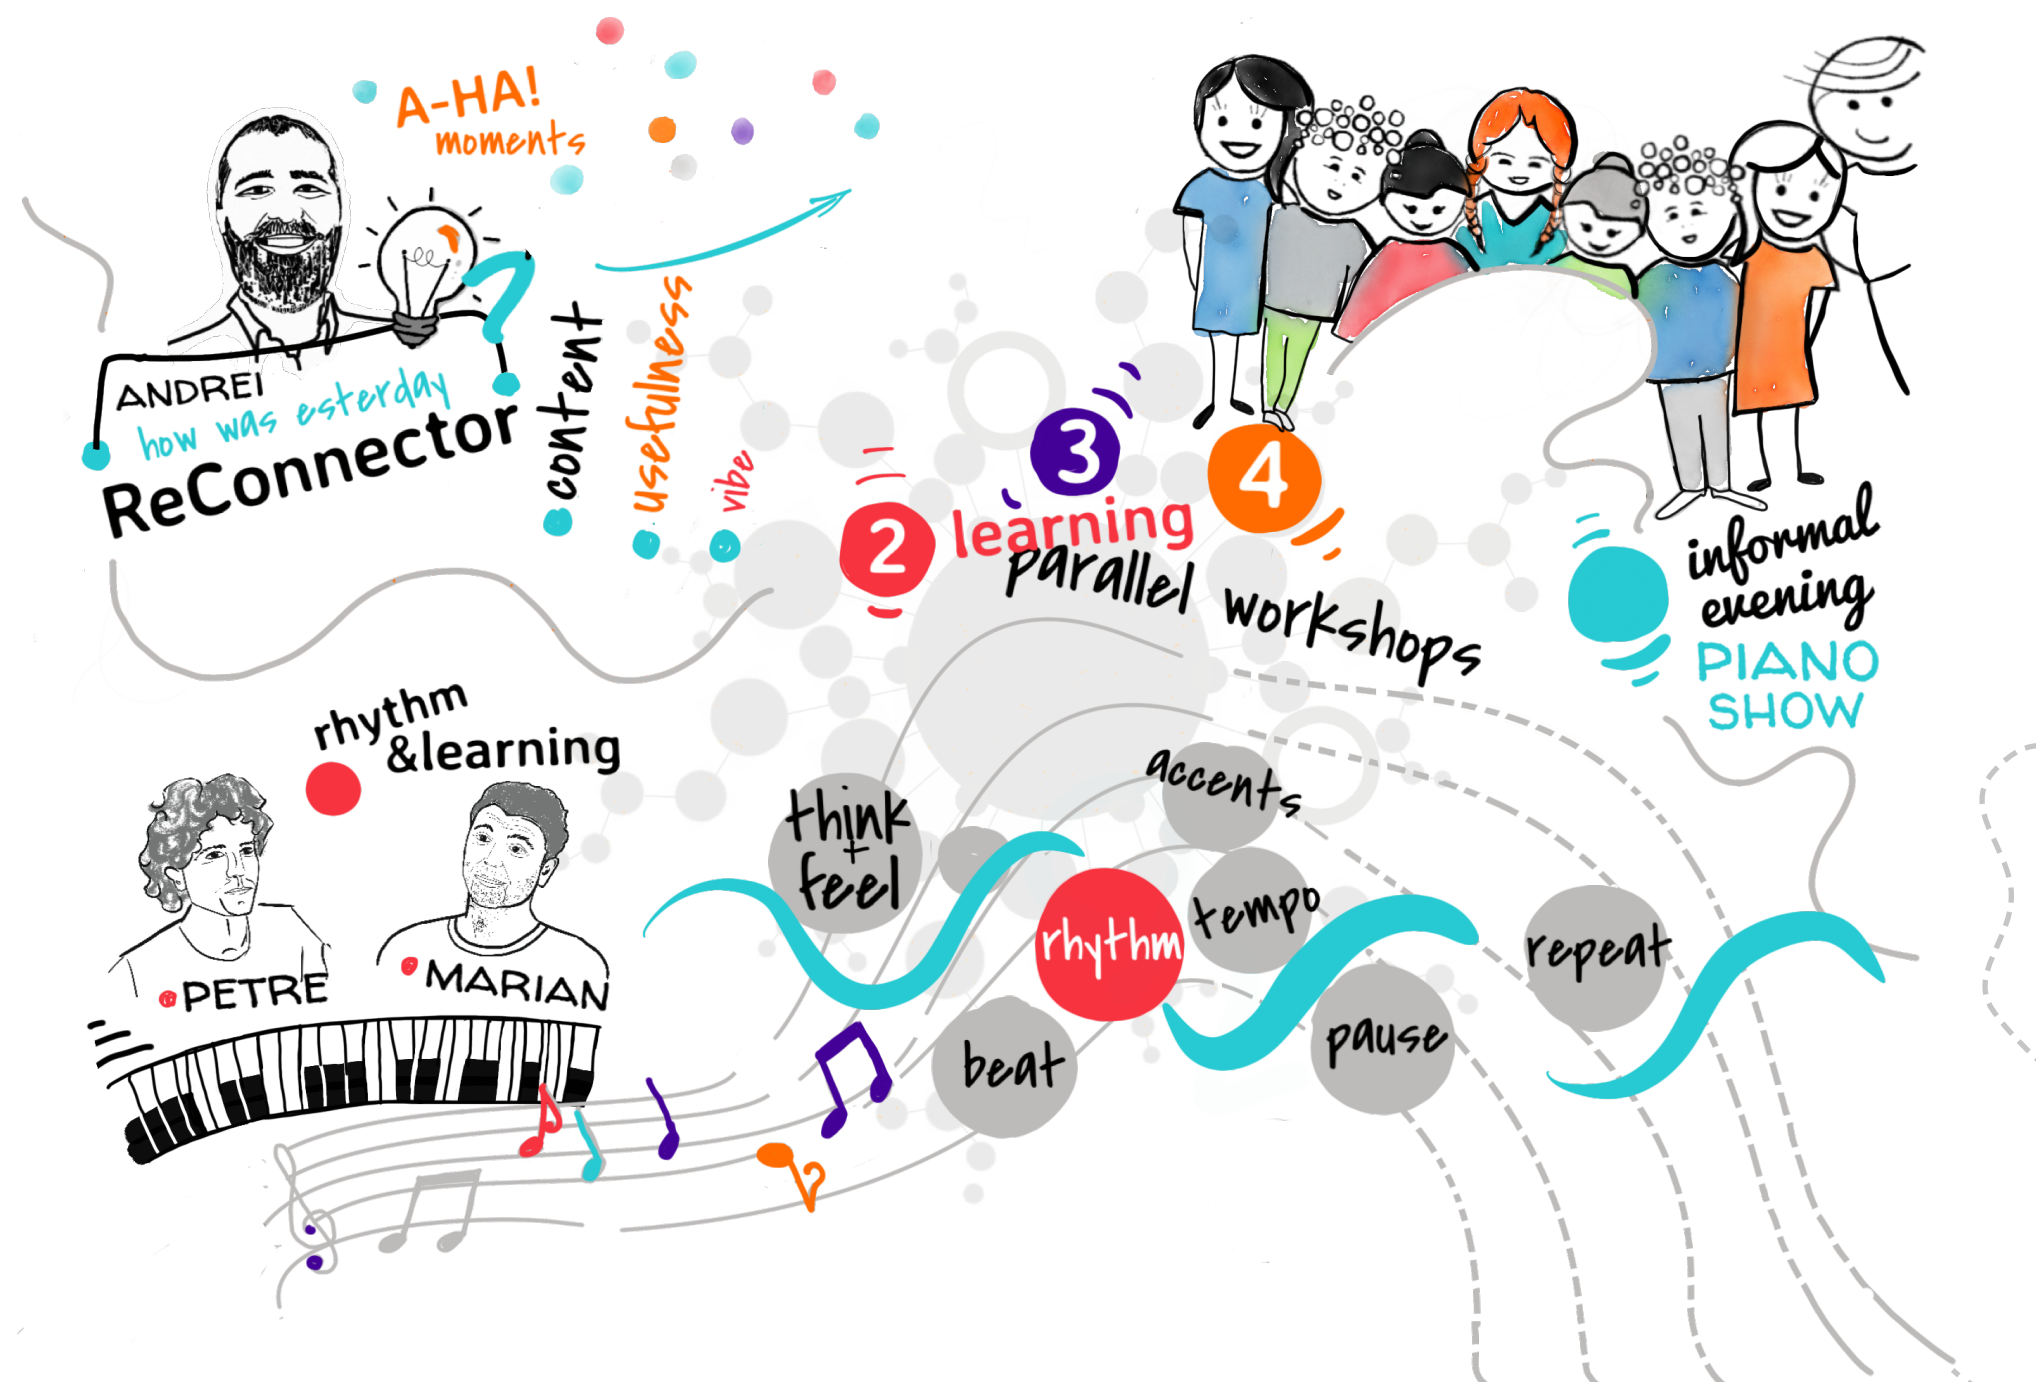 A-HA!
moments
?
ANDREI
how was esterday
ReConnector
content
usefulness
vibe
2
3
4
learning
parallel workshops
informal
evening
PIANO
SHOW
rhythm
&learning
PETRE
MARIAN
think
+
feel
accents
rhythm
tempo
repeat
beat
pause